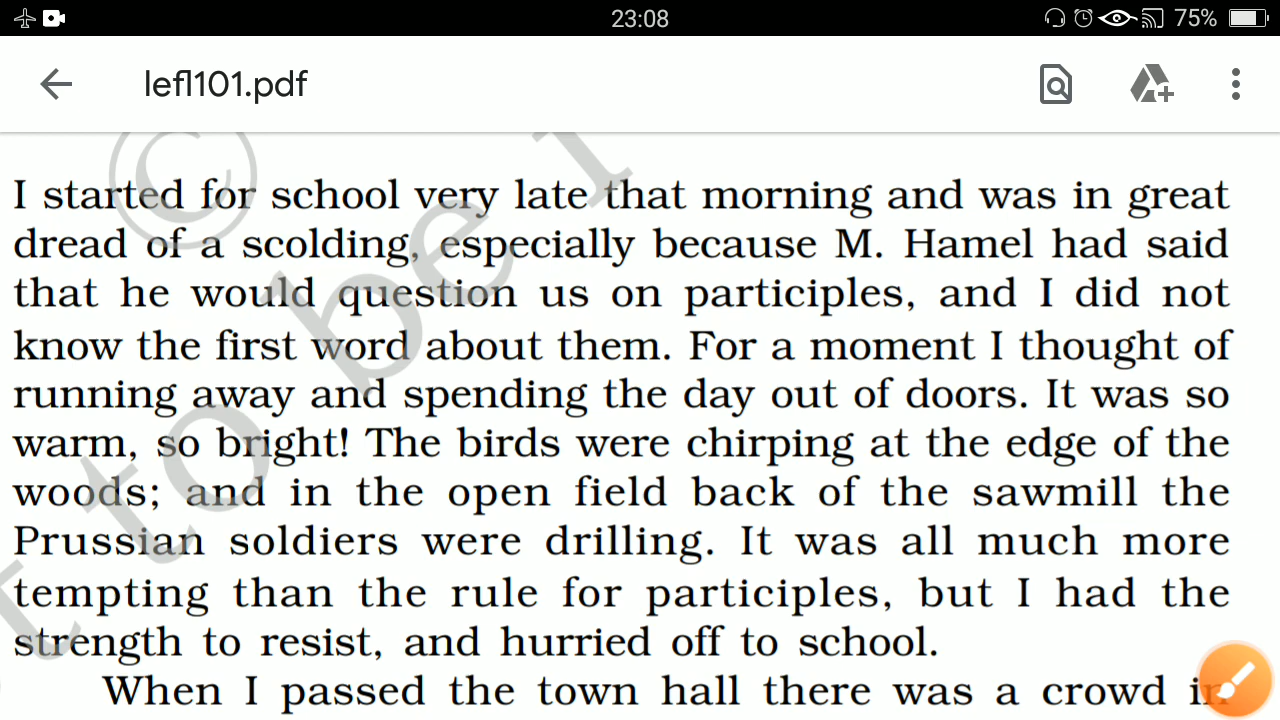 23:08
75%
lefl101.pdf
©
to be r
t
I started for school very late that morning and was in great
dread of a scolding, especially because M. Hamel had said
that he would question us on participles, and I did not
know the first word about them. For a moment I thought of
running away and spending the day out of doors. It was so
warm, so bright! The birds were chirping at the edge of the
woods; and in the open field back of the sawmill the
Prussian soldiers were drilling. It was all much more
tempting than the rule for participles, but I had the
strength to resist, and hurried off to school.
When I passed the town hall there was a crowd in